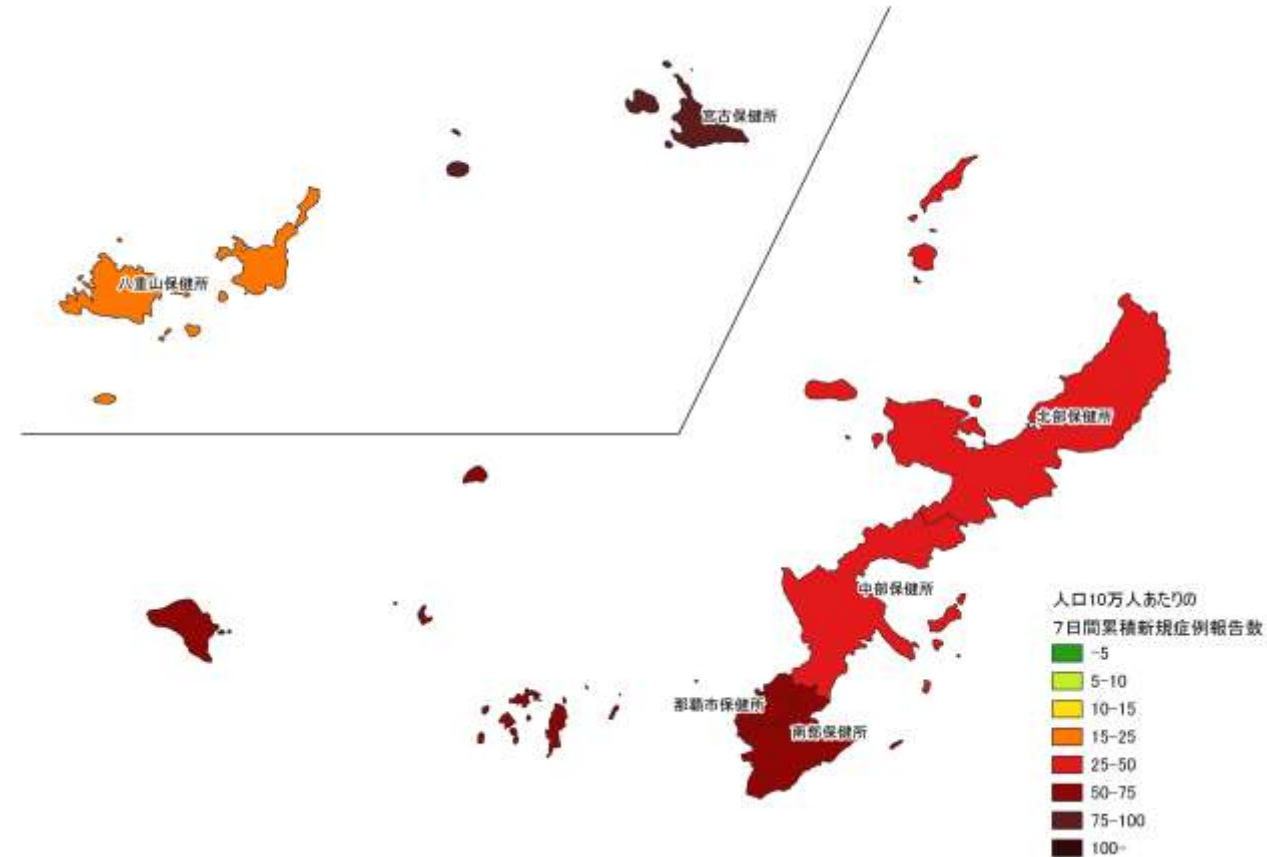 宮古保健所
八重山保健所
北部保健所
中部保健所
那覇市保健所
南部保健所
人口10万人あたりの
7日間累積新規症例報告数
-5
5-10
10-15
15-25
25-50
50-75
75-100
100-